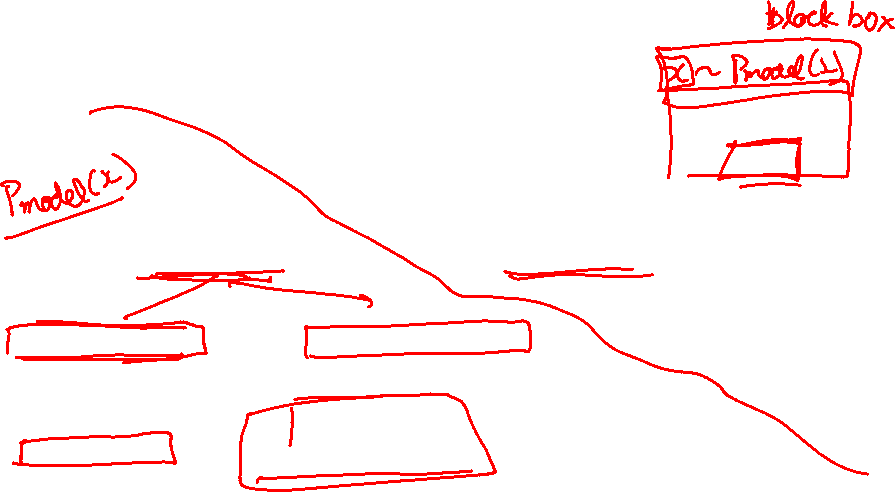 block box
x ~ Pmodel(x)
Pmodel(x)